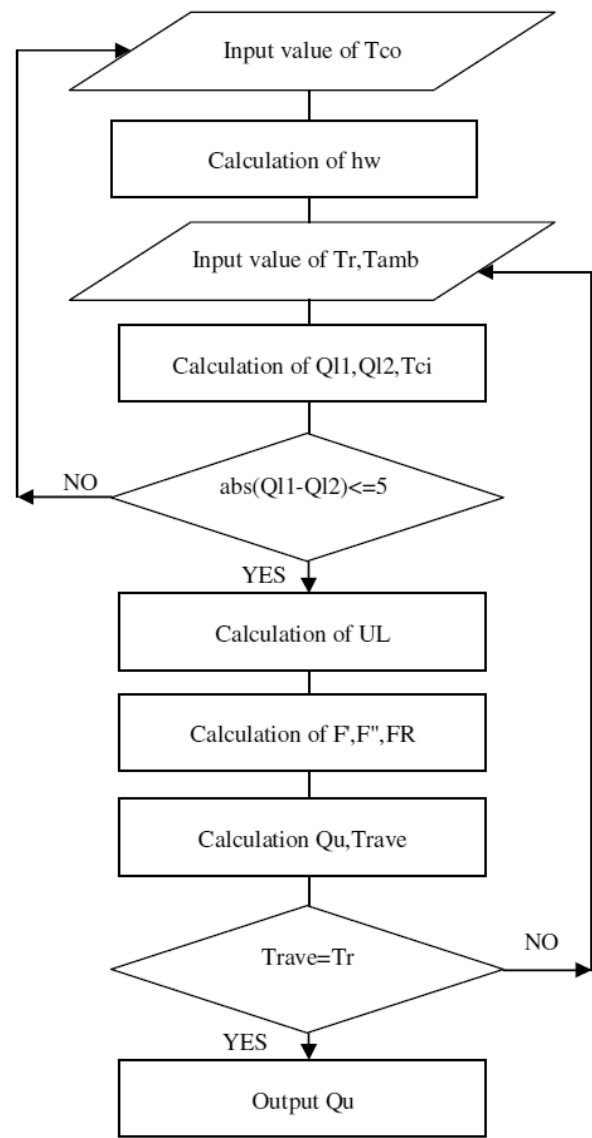 Input value of Tco
Calculation of hw
Input value of Tr,Tamb
Calculation of Ql1,Ql2,Tci
abs(Ql1-Ql2)<=5
NO
YES
Calculation of UL
Calculation of F',F",FR
Calculation Qu,Trave
Trave=Tr
NO
YES
Output Qu